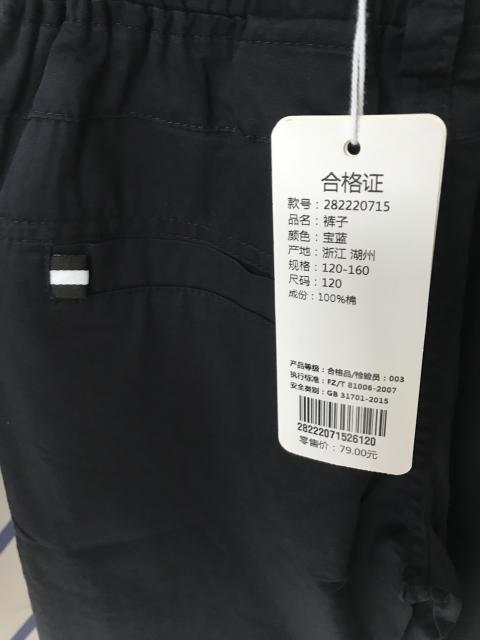 合格证
款号：282220715
品名：裤子
颜色：宝蓝
产地：浙江 湖州
规格：120-160
尺码：120
成份：100%棉
产品等级：合格品/检验员：003
执行标准：FZ/T 81006-2007
安全类别：GB 31701-2015
28222071526120
零售价：79.00元